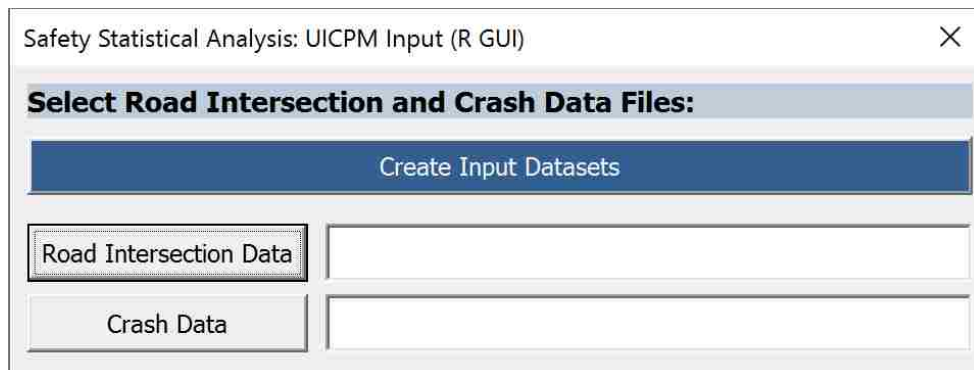 Safety Statistical Analysis: UICPM Input (R GUI)
Select Road Intersection and Crash Data Files:
Create Input Datasets
Road Intersection Data
Crash Data